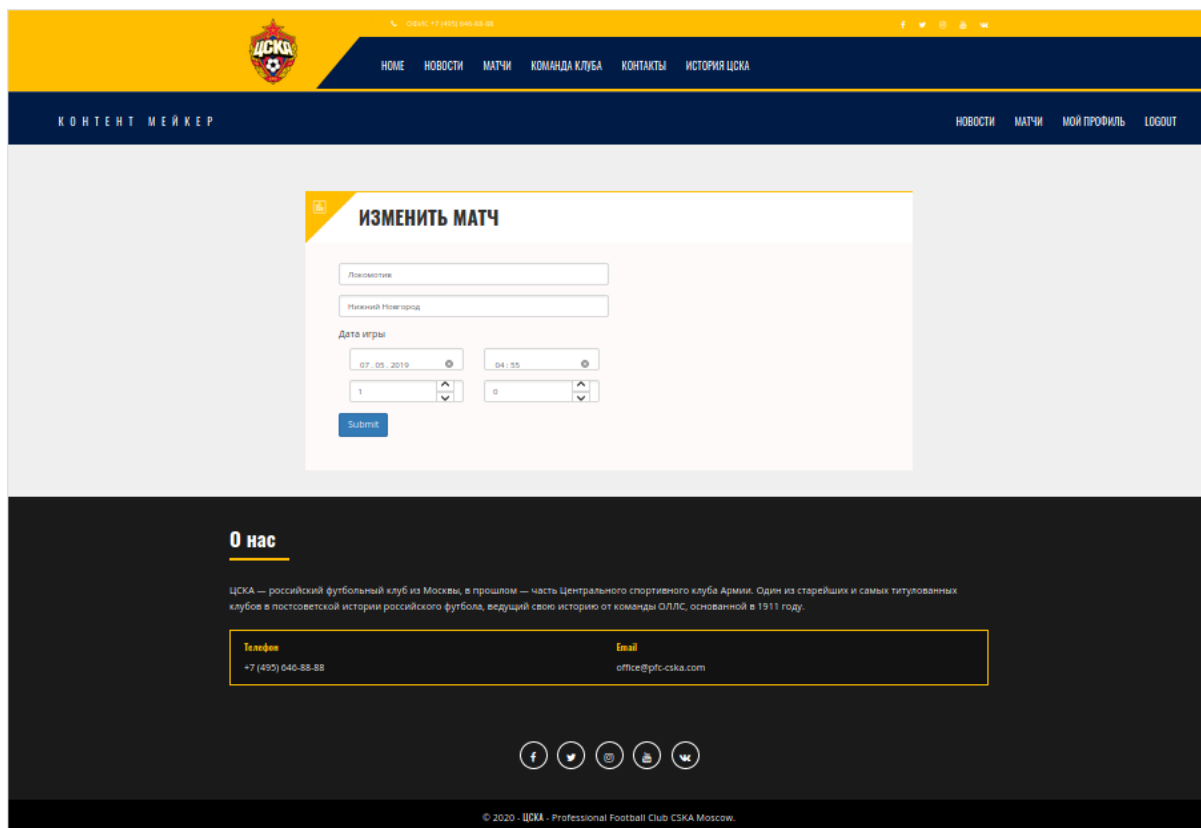 ОФИС +7 (495) 646-88-88
ЦСКА
HOME НОВОСТИ МАТЧИ КОМАНДА КЛУБА КОНТАКТЫ ИСТОРИЯ ЦСКА
КОНТЕНТ МЕЙКЕР НОВОСТИ МАТЧИ МОЙ ПРОФИЛЬ LOGOUT
ИЗМЕНИТЬ МАТЧ
Локомотив
Нижний Новгород
Дата игры
07.05.2019 04:55
1 0
Submit
О нас
ЦСКА — российский футбольный клуб из Москвы, в прошлом — часть Центрального спортивного клуба Армии. Один из старейших и самых титулованных
клубов в постсоветской истории российского футбола, ведущий свою историю от команды ОЛЛС, основанной в 1911 году.
Телефон Email
+7 (495) 646-88-88 office@pfc-cska.com
© 2020 - ЦСКА - Professional Football Club CSKA Moscow.